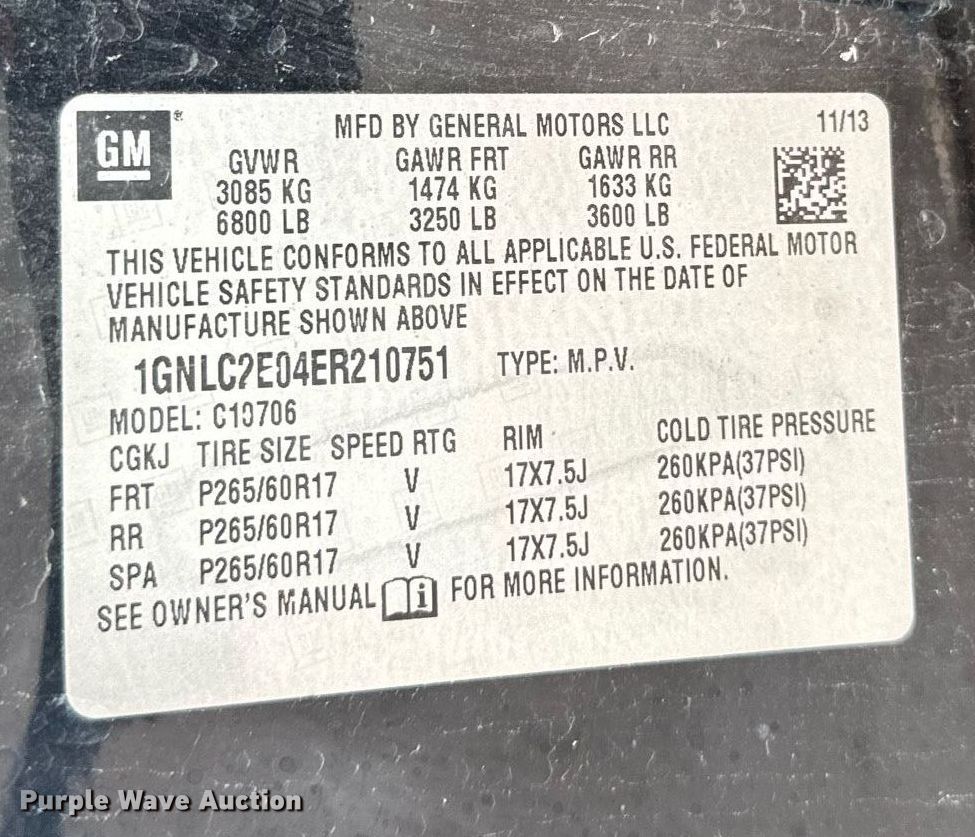 GM ®
MFD BY GENERAL MOTORS LLC 11/13
GVWR GAWR FRT GAWR RR
3085 KG 1474 KG 1633 KG
6800 LB 3250 LB 3600 LB
THIS VEHICLE CONFORMS TO ALL APPLICABLE U.S. FEDERAL MOTOR
VEHICLE SAFETY STANDARDS IN EFFECT ON THE DATE OF
MANUFACTURE SHOWN ABOVE
1GNLC2E04ER210751 TYPE: M.P.V.
MODEL: C10706
CGKJ TIRE SIZE SPEED RTG RIM COLD TIRE PRESSURE
FRT P265/60R17 V 17X7.5J 260KPA(37PSI)
RR P265/60R17 V 17X7.5J 260KPA(37PSI)
SPA P265/60R17 V 17X7.5J 260KPA(37PSI)
SEE OWNER'S MANUAL i FOR MORE INFORMATION.
Purple Wave Auction